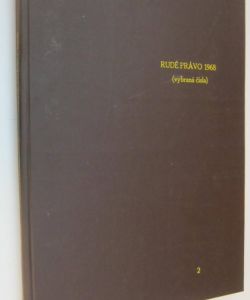 RUDÉ PRÁVO 1968
(vybraná čísla)
2